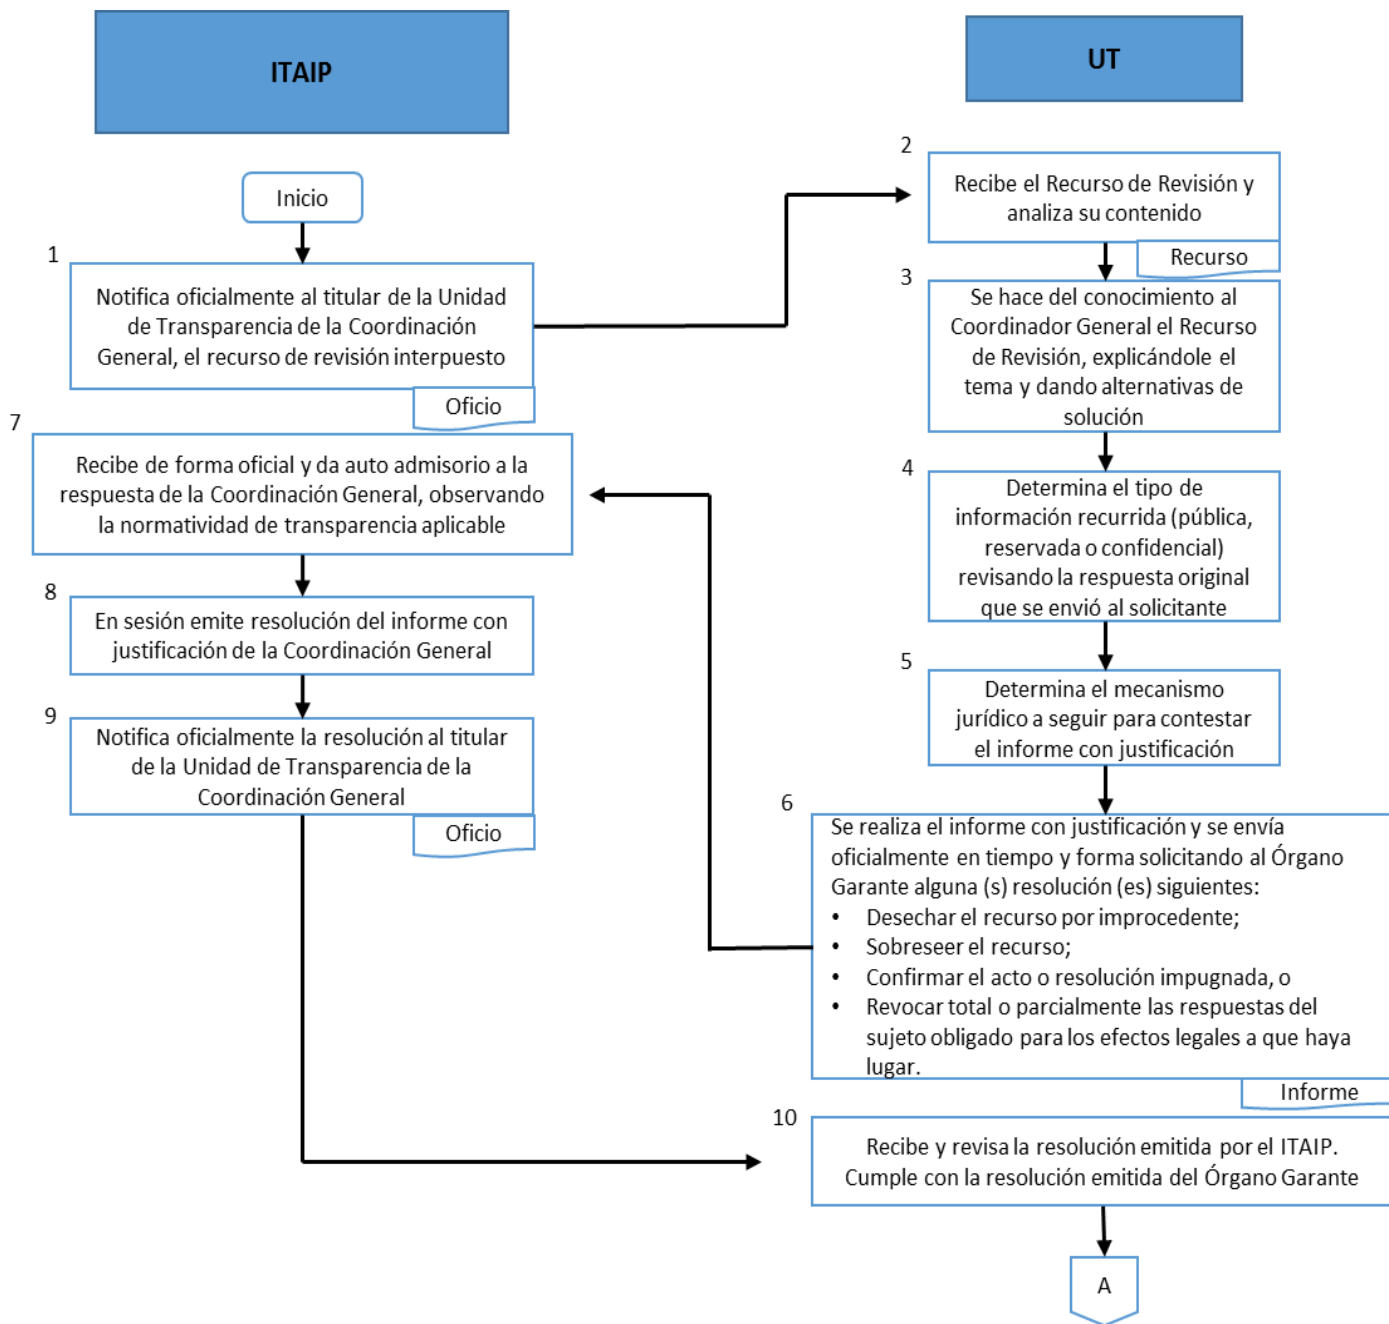 ITAIP
UT
Inicio
1
Notifica oficialmente al titular de la Unidad
de Transparencia de la Coordinación
General, el recurso de revisión interpuesto
Oficio
2
Recibe el Recurso de Revisión y
analiza su contenido
Recurso
3
Se hace del conocimiento al
Coordinador General el Recurso
de Revisión, explicándole el
tema y dando alternativas de
solución
4
Determina el tipo de
información recurrida (pública,
reservada o confidencial)
revisando la respuesta original
que se envió al solicitante
5
Determina el mecanismo
jurídico a seguir para contestar
el informe con justificación
6
Se realiza el informe con justificación y se envía
oficialmente en tiempo y forma solicitando al Órgano
Garante alguna (s) resolución (es) siguientes:
• Desechar el recurso por improcedente;
• Sobreseer el recurso;
• Confirmar el acto o resolución impugnada, o
• Revocar total o parcialmente las respuestas del
sujeto obligado para los efectos legales a que haya
lugar.
Informe
7
Recibe de forma oficial y da auto admisorio a la
respuesta de la Coordinación General, observando
la normatividad de transparencia aplicable
8
En sesión emite resolución del informe con
justificación de la Coordinación General
9
Notifica oficialmente la resolución al titular
de la Unidad de Transparencia de la
Coordinación General
Oficio
10
Recibe y revisa la resolución emitida por el ITAIP.
Cumple con la resolución emitida del Órgano Garante
A